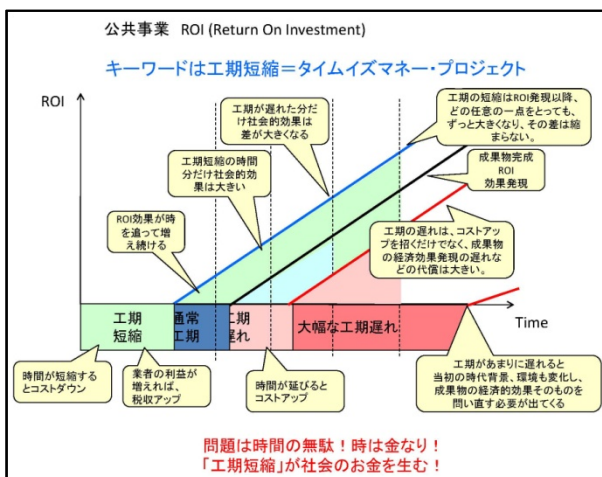 公共事業 ROI (Return On Investment)
キーワードは工期短縮＝タイムイズマネー・プロジェクト
ROI
工期が遅れた分だ
け社会的効果は
差が大きくなる
工期の短縮はROI発現以降、
どの任意の一点をとっても、
ずっと大きくなり、その差は縮
まらない。
工期短縮の時間
分だけ社会的効
果は大きい
成果物完成
ROI
効果発現
ROI効果が時
を追って増
え続ける
工期の遅れは、コストアッ
プを招くだけでなく、成果物
の経済効果発現の遅れな
どの代償は大きい。
工期
短縮
通常
工期
工期
遅れ
大幅な工期遅れ
Time
時間が短縮する
とコストダウン
業者の利益が
増えれば、
税収アップ
時間が延びると
コストアップ
工期があまりに遅れると
当初の時代背景、環境も変化し、
成果物の経済的効果そのものを
問い直す必要が出てくる
問題は時間の無駄！時は金なり！
「工期短縮」が社会のお金を生む！